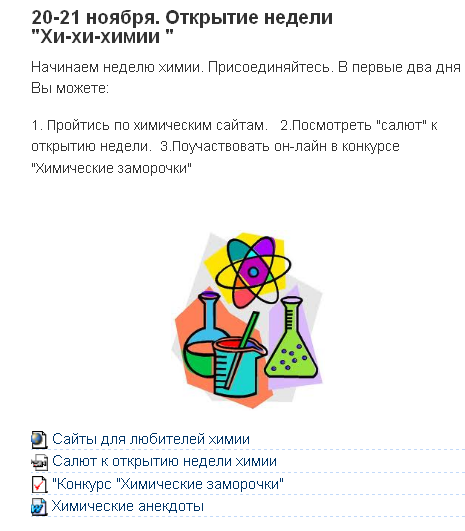 20-21 ноября. Открытие недели
"Хи-хи-химии "
Начинаем неделю химии. Присоединяйтесь. В первые два дня
Вы можете:
1. Пройтись по химическим сайтам. 2.Посмотреть "салют" к
открытию недели. 3.Поучаствовать он-лайн в конкурсе
"Химические заморочки"
Сайты для любителей химии
Салют к открытию недели химии
"Конкурс "Химические заморочки"
Химические анекдоты